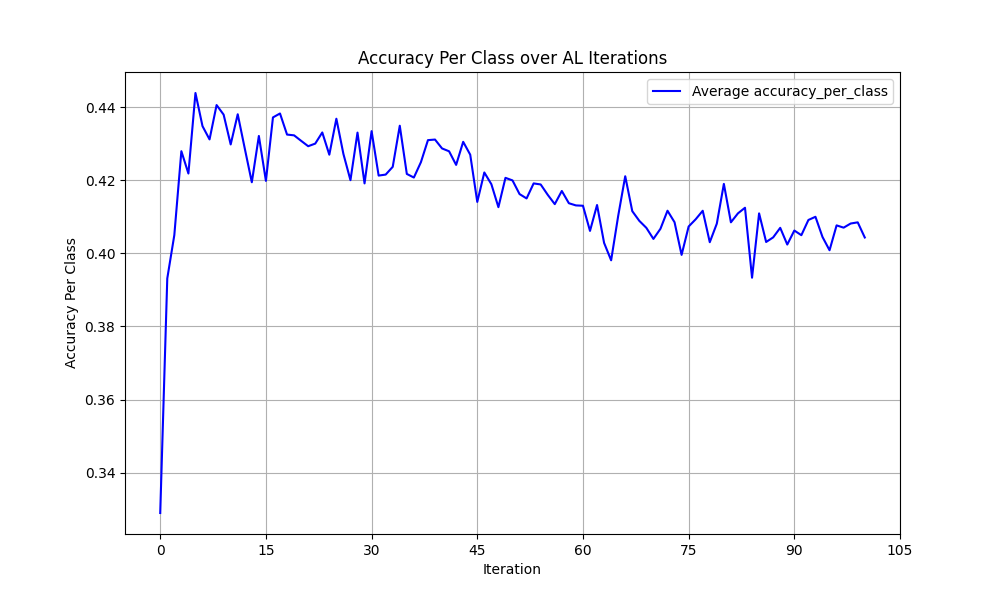 Accuracy Per Class over AL Iterations
Average accuracy_per_class
Accuracy Per Class
0.44
0.42
0.40
0.38
0.36
0.34
0 15 30 45 60 75 90 105
Iteration